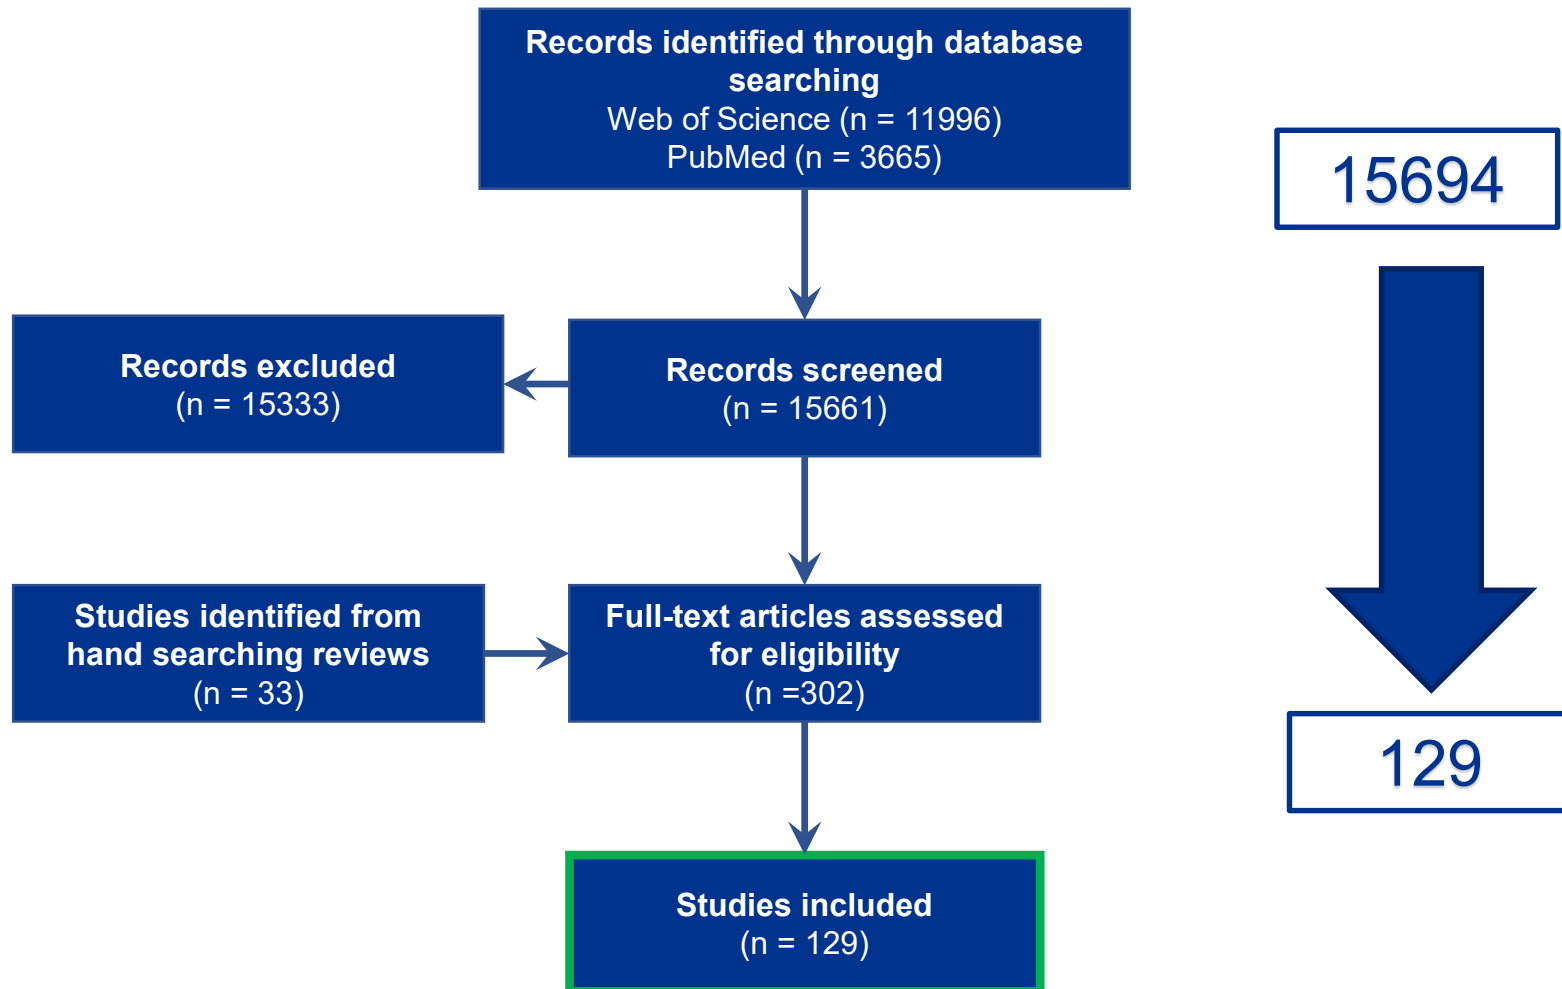 Records identified through database
searching
Web of Science (n = 11996)
PubMed (n = 3665)
15694
Records excluded
(n = 15333)
Records screened
(n = 15661)
Studies identified from
hand searching reviews
(n = 33)
Full-text articles assessed
for eligibility
(n =302)
129
Studies included
(n = 129)